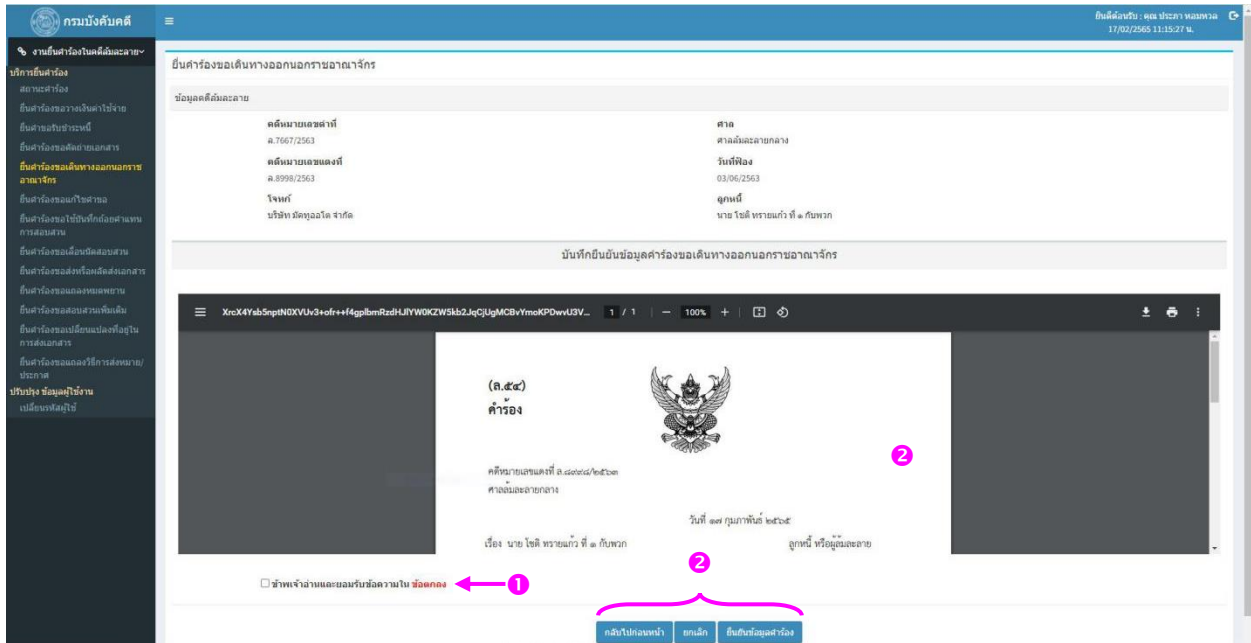 กรมบังคับคดี
ยินดีต้อนรับ : คุณ ประภา หอมหวล
17/02/2565 11:15:27 น.
งานยื่นคำร้องในคดีล้มละลาย
บริการยื่นคำร้อง
สถานะคำร้อง
ยื่นคำร้องขอวางเงินค่าใช้จ่าย
ยื่นคำขอรับชำระหนี้
ยื่นคำร้องขอคัดถ่ายเอกสาร
ยื่นคำร้องขอเดินทางออกนอกราช
อาณาจักร
ยื่นคำร้องขอแก้ไขคำขอ
ยื่นคำร้องขอใช้บันทึกถ้อยคำแทน
การสอบสวน
ยื่นคำร้องขอเลื่อนนัดสอบสวน
ยื่นคำร้องขอส่งหรือผลัดส่งเอกสาร
ยื่นคำร้องขอแถลงหมดพยาน
ยื่นคำร้องขอสอบสวนเพิ่มเติม
ยื่นคำร้องขอเปลี่ยนแปลงที่อยู่ใน
การส่งเอกสาร
ยื่นคำร้องขอแถลงวิธีการส่งหมาย/
ประกาศ
ปรับปรุง ข้อมูลผู้ใช้งาน
เปลี่ยนรหัสผู้ใช้
ยื่นคำร้องขอเดินทางออกนอกราชอาณาจักร
ข้อมูลคดีล้มละลาย
คดีหมายเลขดำที่
ล.7667/2563
ศาล
ศาลล้มละลายกลาง
คดีหมายเลขแดงที่
ล.8998/2563
วันที่ฟ้อง
03/06/2563
โจทก์
บริษัท มัดทุออโต จำกัด
ลูกหนี้
นาย โชติ ทรายแก้ว ที่ ๑ กับพวก
บันทึกยืนยันข้อมูลคำร้องขอเดินทางออกนอกราชอาณาจักร
XrcX4Ysb5nptN0XVUv3+ofr++f4gplbmRzdHJlYW0KZW5kb2JqCjUgMCBvYmoKPDwvU3V... 1 / 1 — 100% +
(ล.๕๔)
คำร้อง
คดีหมายเลขแดงที่ ล.๘๙๙๘/๒๕๖๓
ศาลล้มละลายกลาง
วันที่ ๑๗ กุมภาพันธ์ ๒๕๖๕
เรื่อง นาย โชติ ทรายแก้ว ที่ ๑ กับพวก ลูกหนี้ หรือผู้ล้มละลาย
2
ข้าพเจ้าอ่านและยอมรับข้อความใน ข้อตกลง
1
2
กลับไปก่อนหน้า ยกเลิก ยืนยันข้อมูลคำร้อง